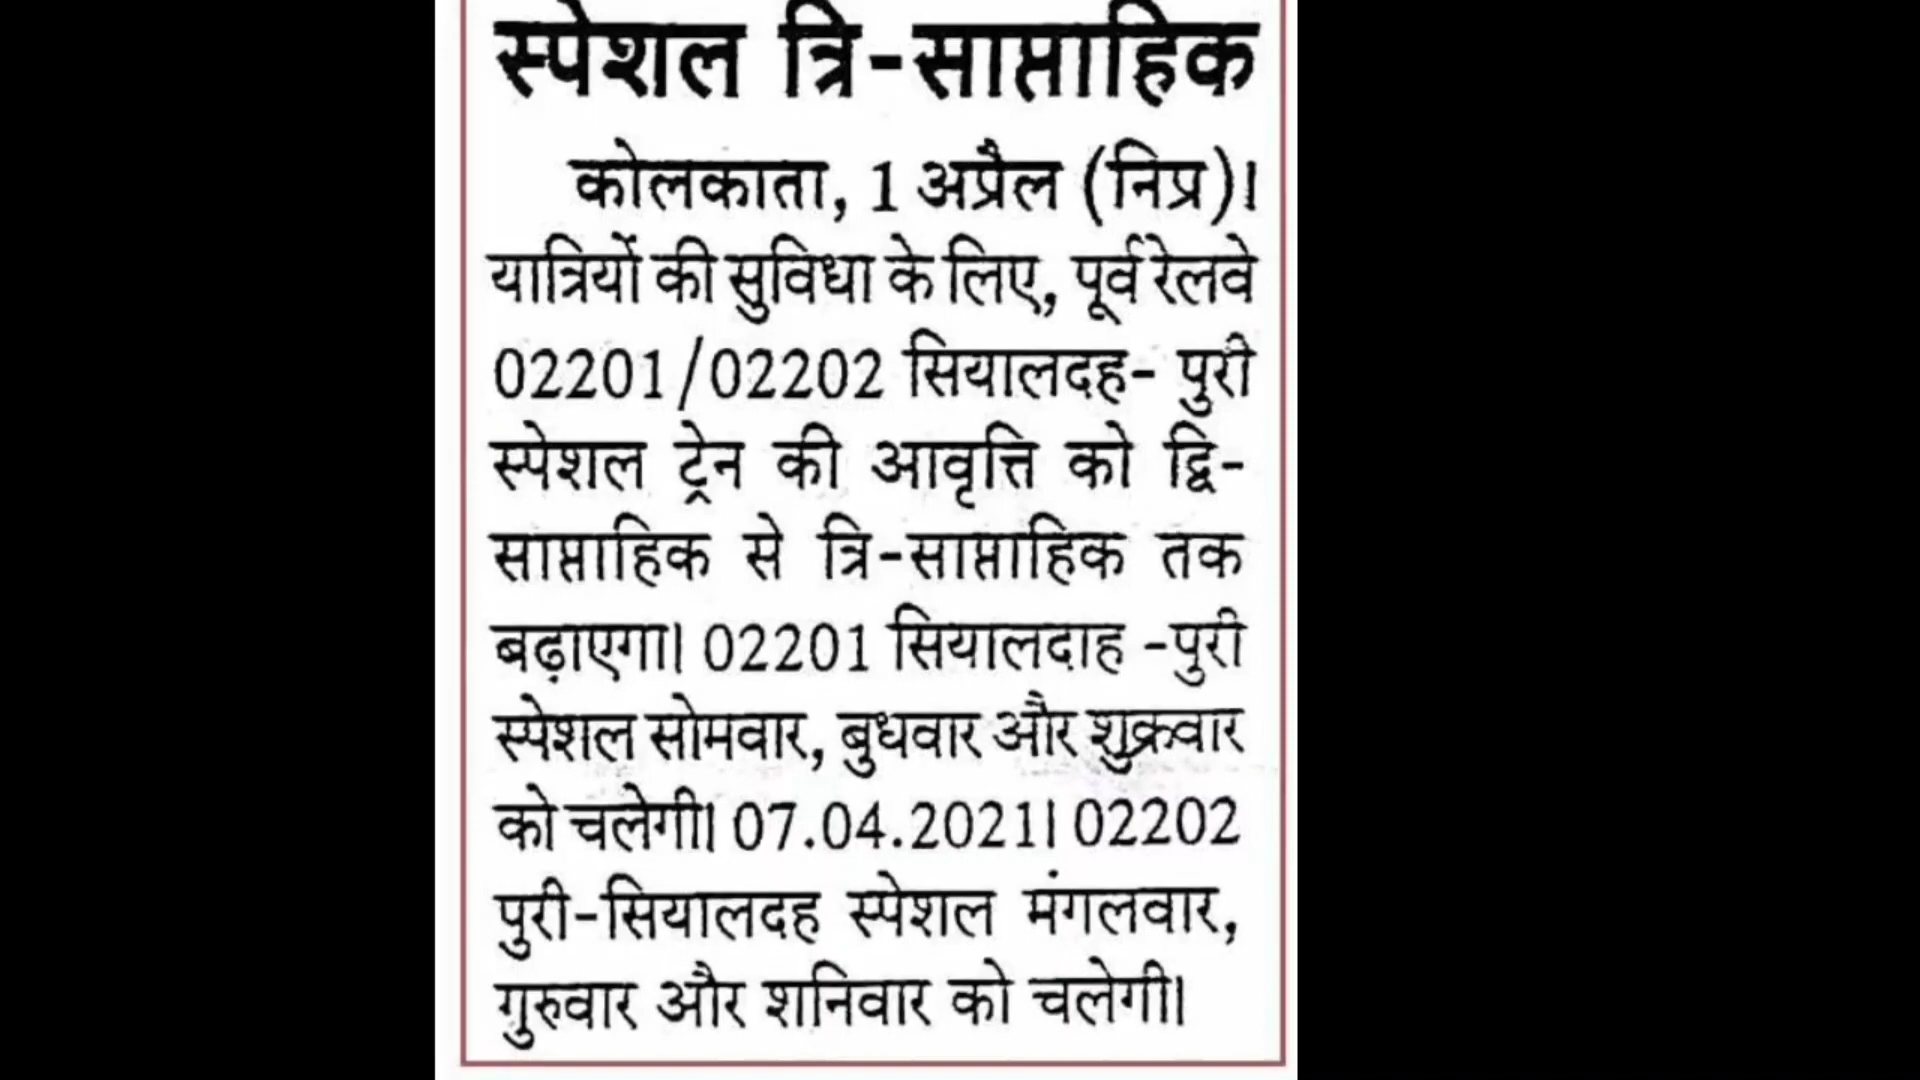 स्पेशल त्रि-साप्ताहिक
कोलकाता, 1 अप्रैल (निप्र)।
यात्रियों की सुविधा के लिए, पूर्व रेलवे
02201/02202 सियालदह- पुरी
स्पेशल ट्रेन की आवृत्ति को द्वि-
साप्ताहिक से त्रि-साप्ताहिक तक
बढ़ाएगा। 02201 सियालदाह -पुरी
स्पेशल सोमवार, बुधवार और शुक्रवार
को चलेगी। 07.04.2021। 02202
पुरी-सियालदह स्पेशल मंगलवार,
गुरुवार और शनिवार को चलेगी।